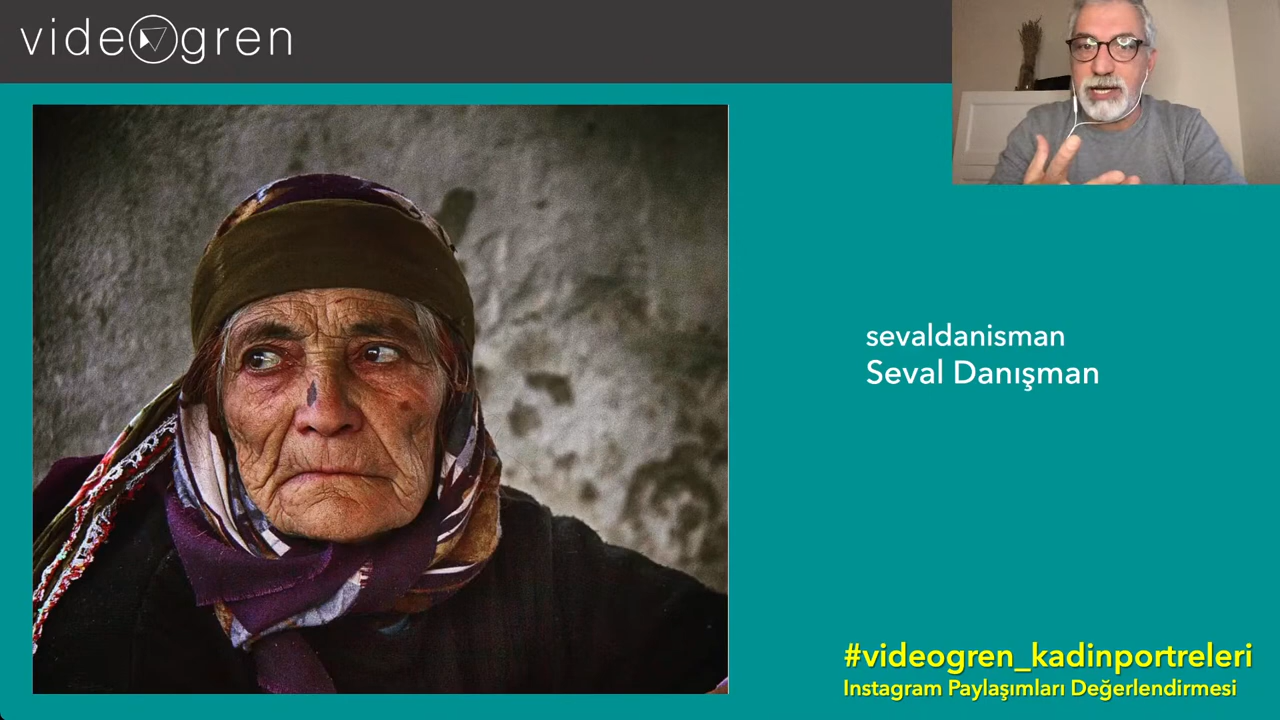 videogren
sevaldanisman
Seval Danışman
#videogren_kadinportreleri
Instagram Paylaşımları Değerlendirmesi